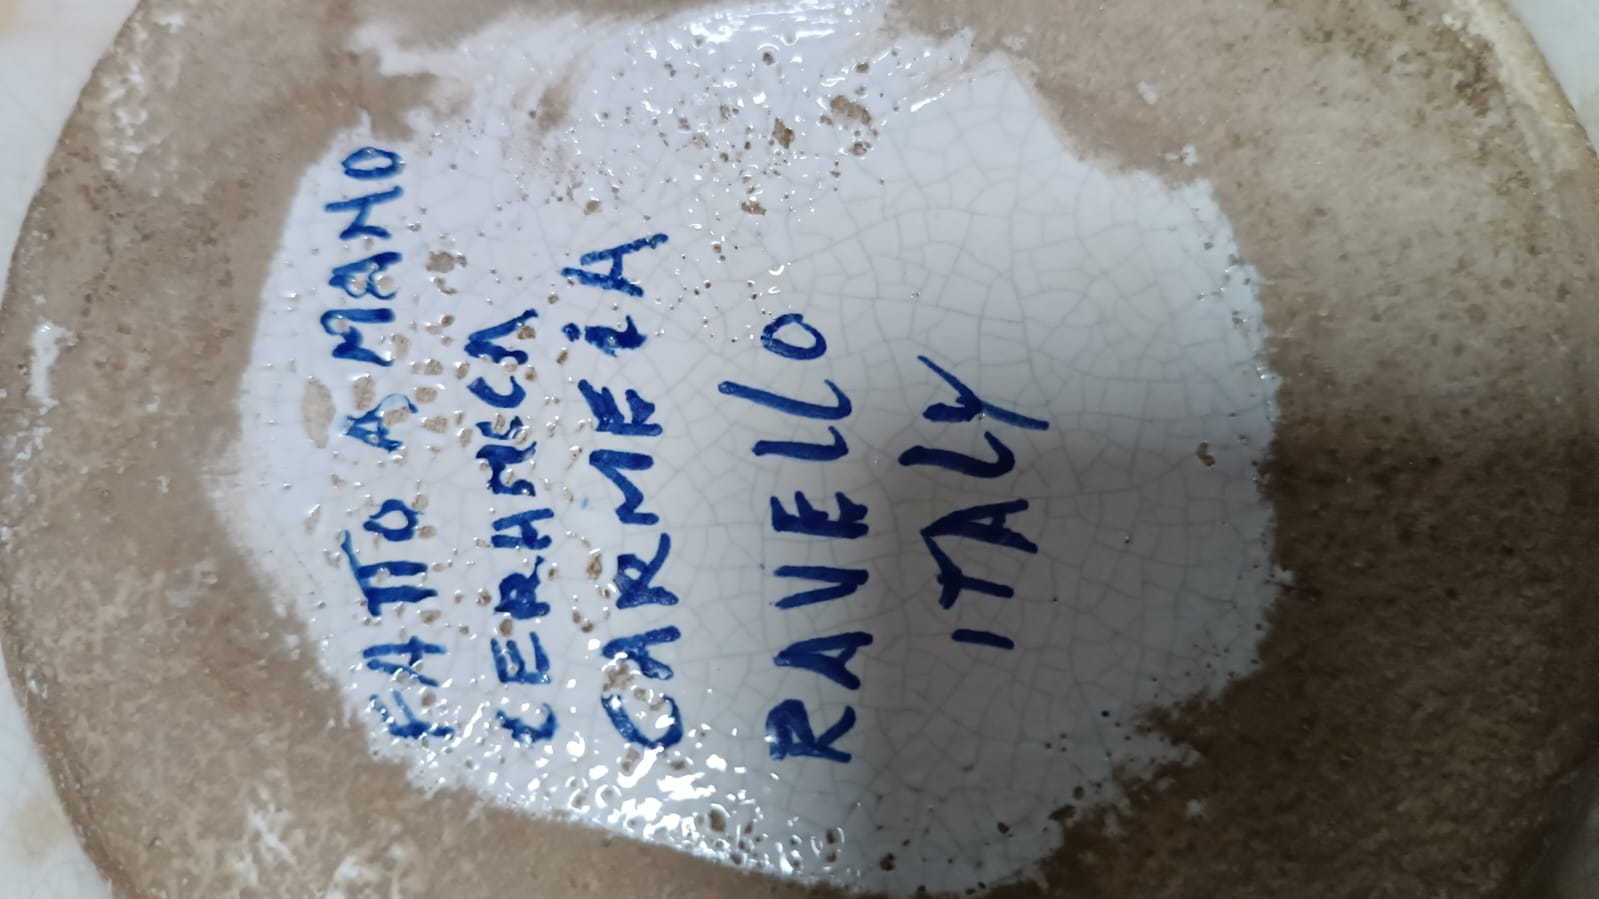 FATTO A MANO
CERAMICA
CARMELA
RAVELLO
ITALY